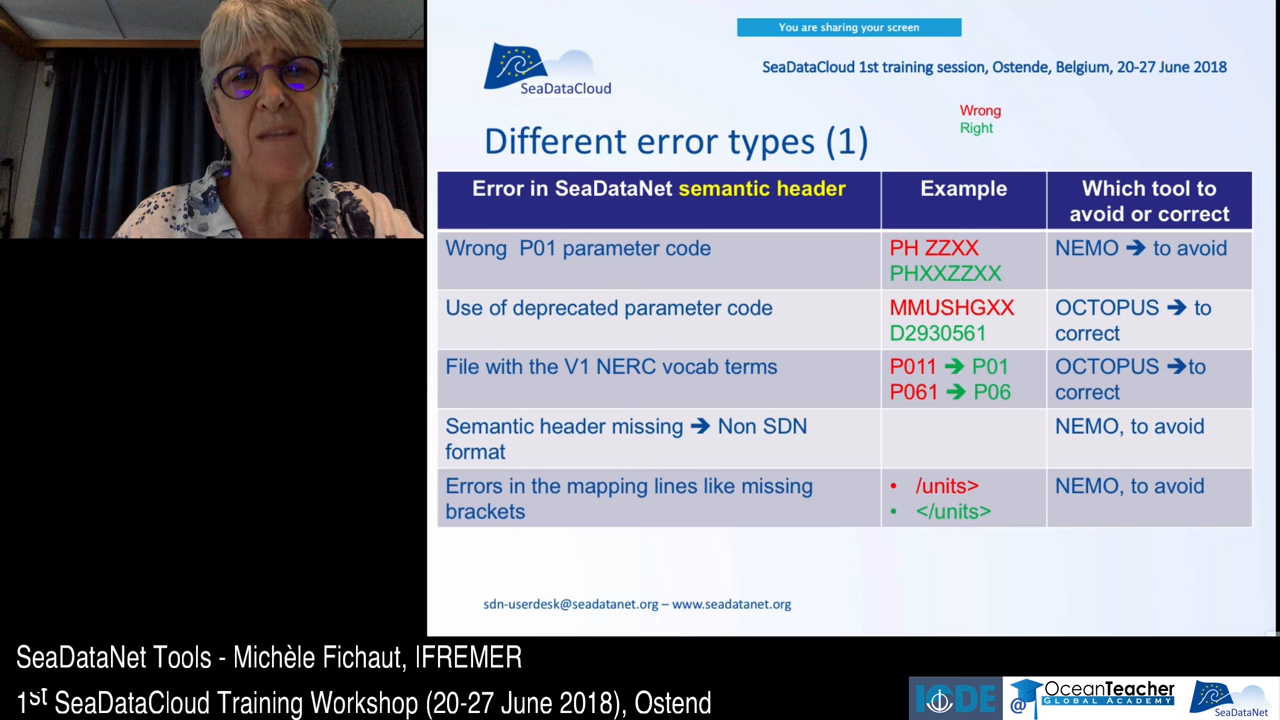 You are sharing your screen
SeaDataCloud
SeaDataCloud 1st training session, Ostende, Belgium, 20-27 June 2018
Wrong
Right
Different error types (1)
Error in SeaDataNet semantic header
Example
Which tool to
avoid or correct
Wrong P01 parameter code
PH ZZXX
PHXXZZXX
NEMO ➔ to avoid
Use of deprecated parameter code
MMUSHGXX
D2930561
OCTOPUS ➔ to
correct
File with the V1 NERC vocab terms
P011 ➔ P01
P061 ➔ P06
OCTOPUS ➔to
correct
Semantic header missing ➔ Non SDN
format
NEMO, to avoid
Errors in the mapping lines like missing
brackets
• /units>
• </units>
NEMO, to avoid
sdn-userdesk@seadatanet.org – www.seadatanet.org
SeaDataNet Tools - Michèle Fichaut, IFREMER
1st SeaDataCloud Training Workshop (20-27 June 2018), Ostend
IODE
@
OceanTeacher
GLOBAL ACADEMY
SeaDataNet